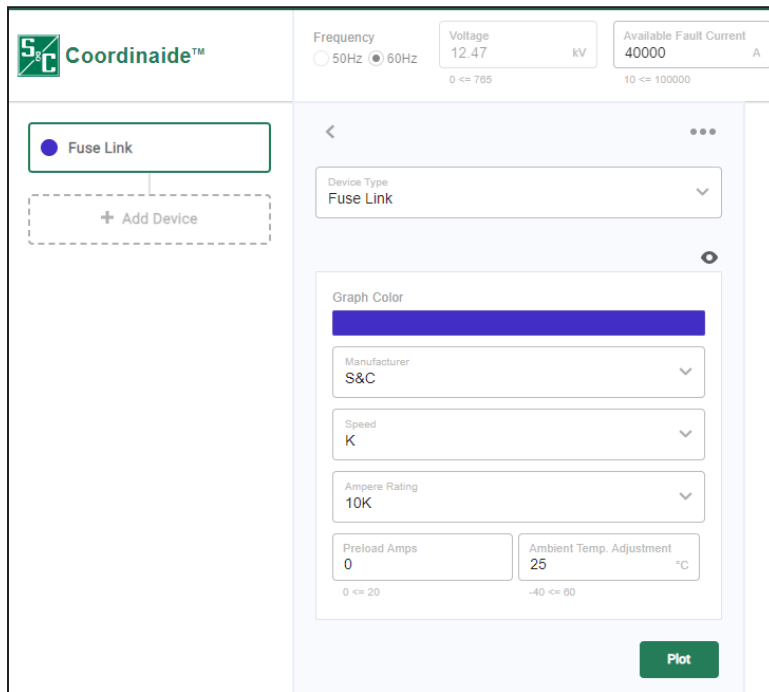 S&C Coordinaide™
Frequency
50Hz 60Hz
Voltage
12.47 kV
0 <= 765
Available Fault Current
40000 A
10 <= 100000
Fuse Link
+ Add Device
Device Type
Fuse Link
Graph Color
Manufacturer
S&C
Speed
K
Ampere Rating
10K
Preload Amps
0
0 <= 20
Ambient Temp. Adjustment
25 °C
-40 <= 60
Plot